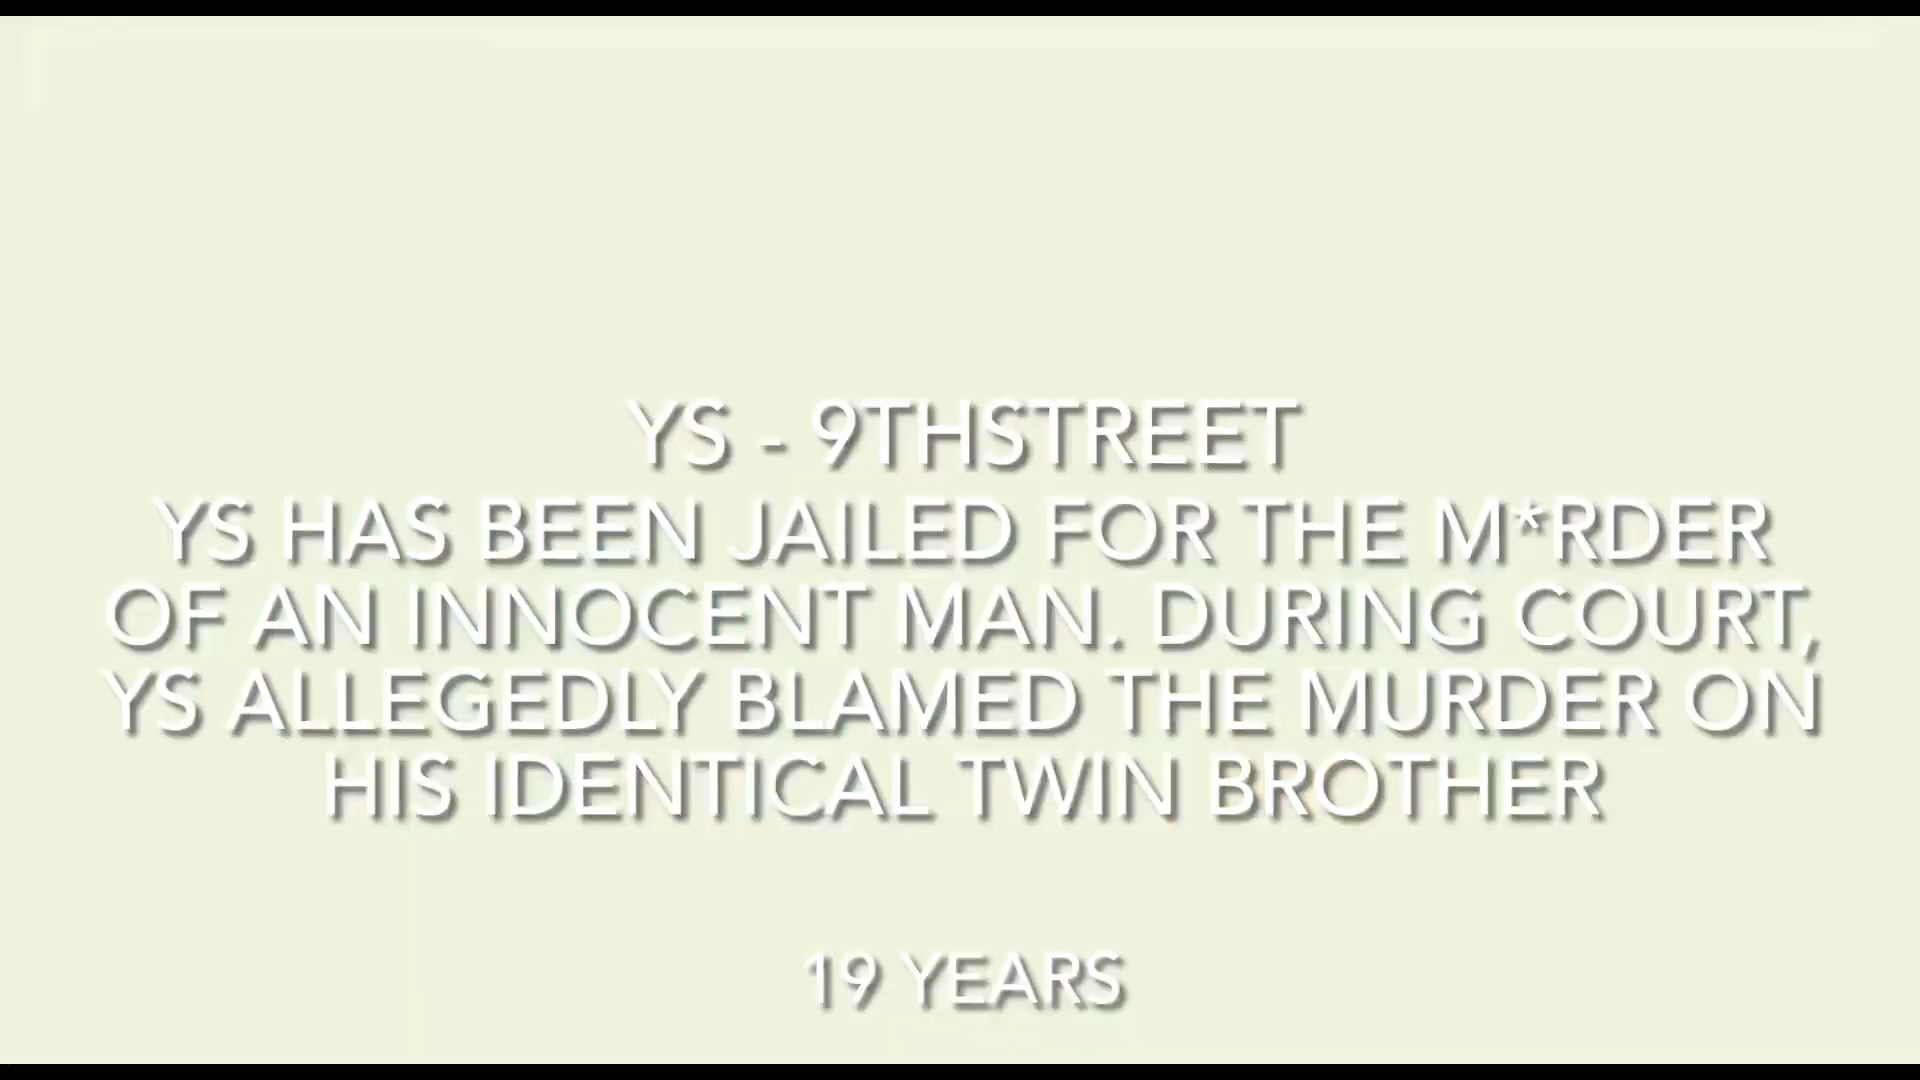 YS - 9THSTREET
YS HAS BEEN JAILED FOR THE M*RDER
OF AN INNOCENT MAN. DURING COURT,
YS ALLEGEDLY BLAMED THE MURDER ON
HIS IDENTICAL TWIN BROTHER
19 YEARS